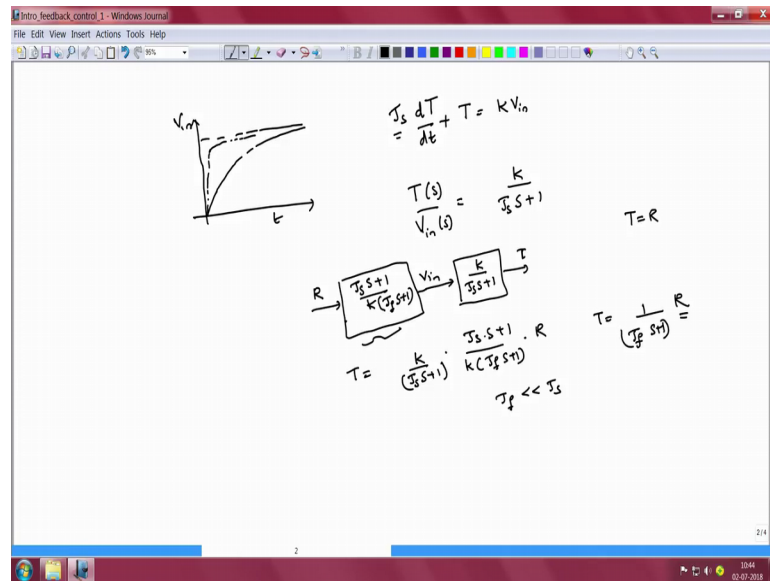 Intro_feedback_control_1 - Windows Journal
File Edit View Insert Actions Tools Help
96%
B I
Vin
t
τs dT/dt + T = k Vin
T(s)/Vin(s) = k/(τs s+1)
T=R
R
τs s+1 / k(τf s+1)
Vin
k / τs s+1
T
T = k/(τs s+1) · τs·s+1 / k(τf s+1) · R
T = 1/(τf s+1) R =
τf << τs
2/4
2
10:44
02-07-2018